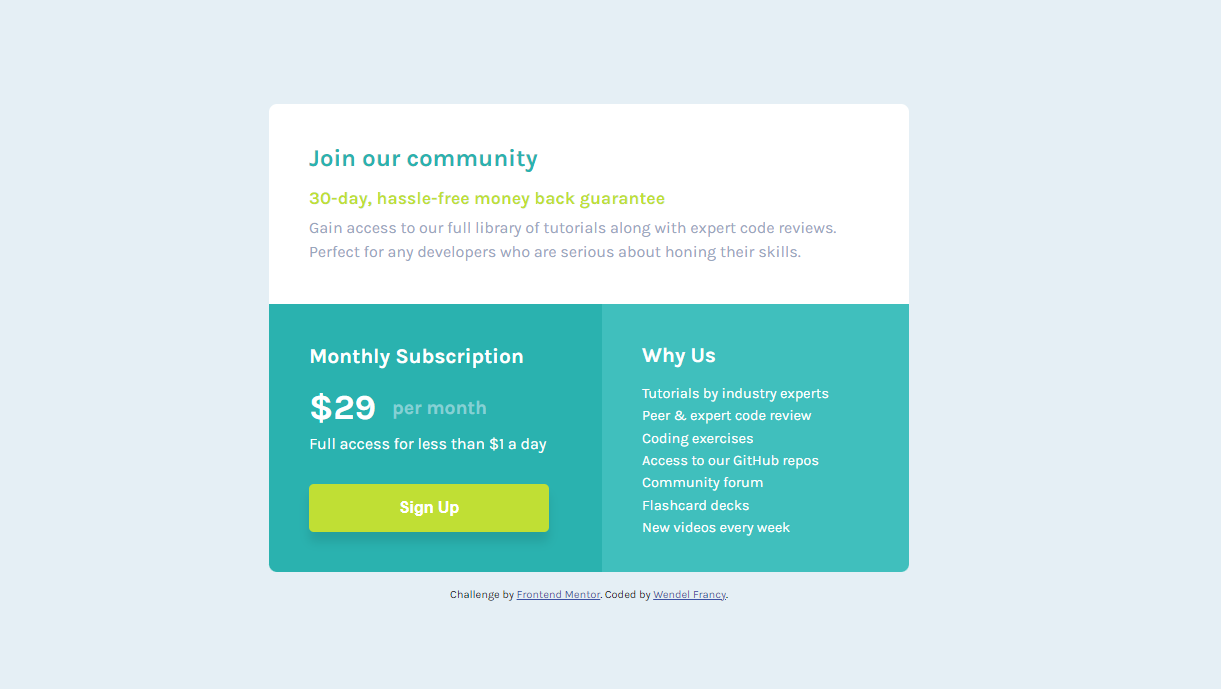 Join our community
30-day, hassle-free money back guarantee
Gain access to our full library of tutorials along with expert code reviews.
Perfect for any developers who are serious about honing their skills.
Monthly Subscription
$29 per month
Full access for less than $1 a day
Sign Up
Why Us
Tutorials by industry experts
Peer & expert code review
Coding exercises
Access to our GitHub repos
Community forum
Flashcard decks
New videos every week
Challenge by Frontend Mentor. Coded by Wendel Francy.